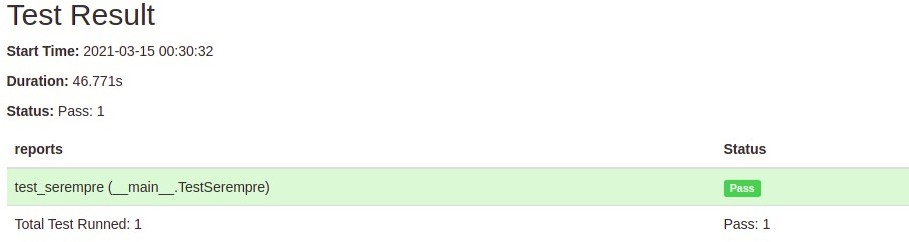 Test Result
Start Time: 2021-03-15 00:30:32
Duration: 46.771s
Status: Pass: 1
reports Status
test_serempre (__main__.TestSerempre) Pass
Total Test Runned: 1 Pass: 1